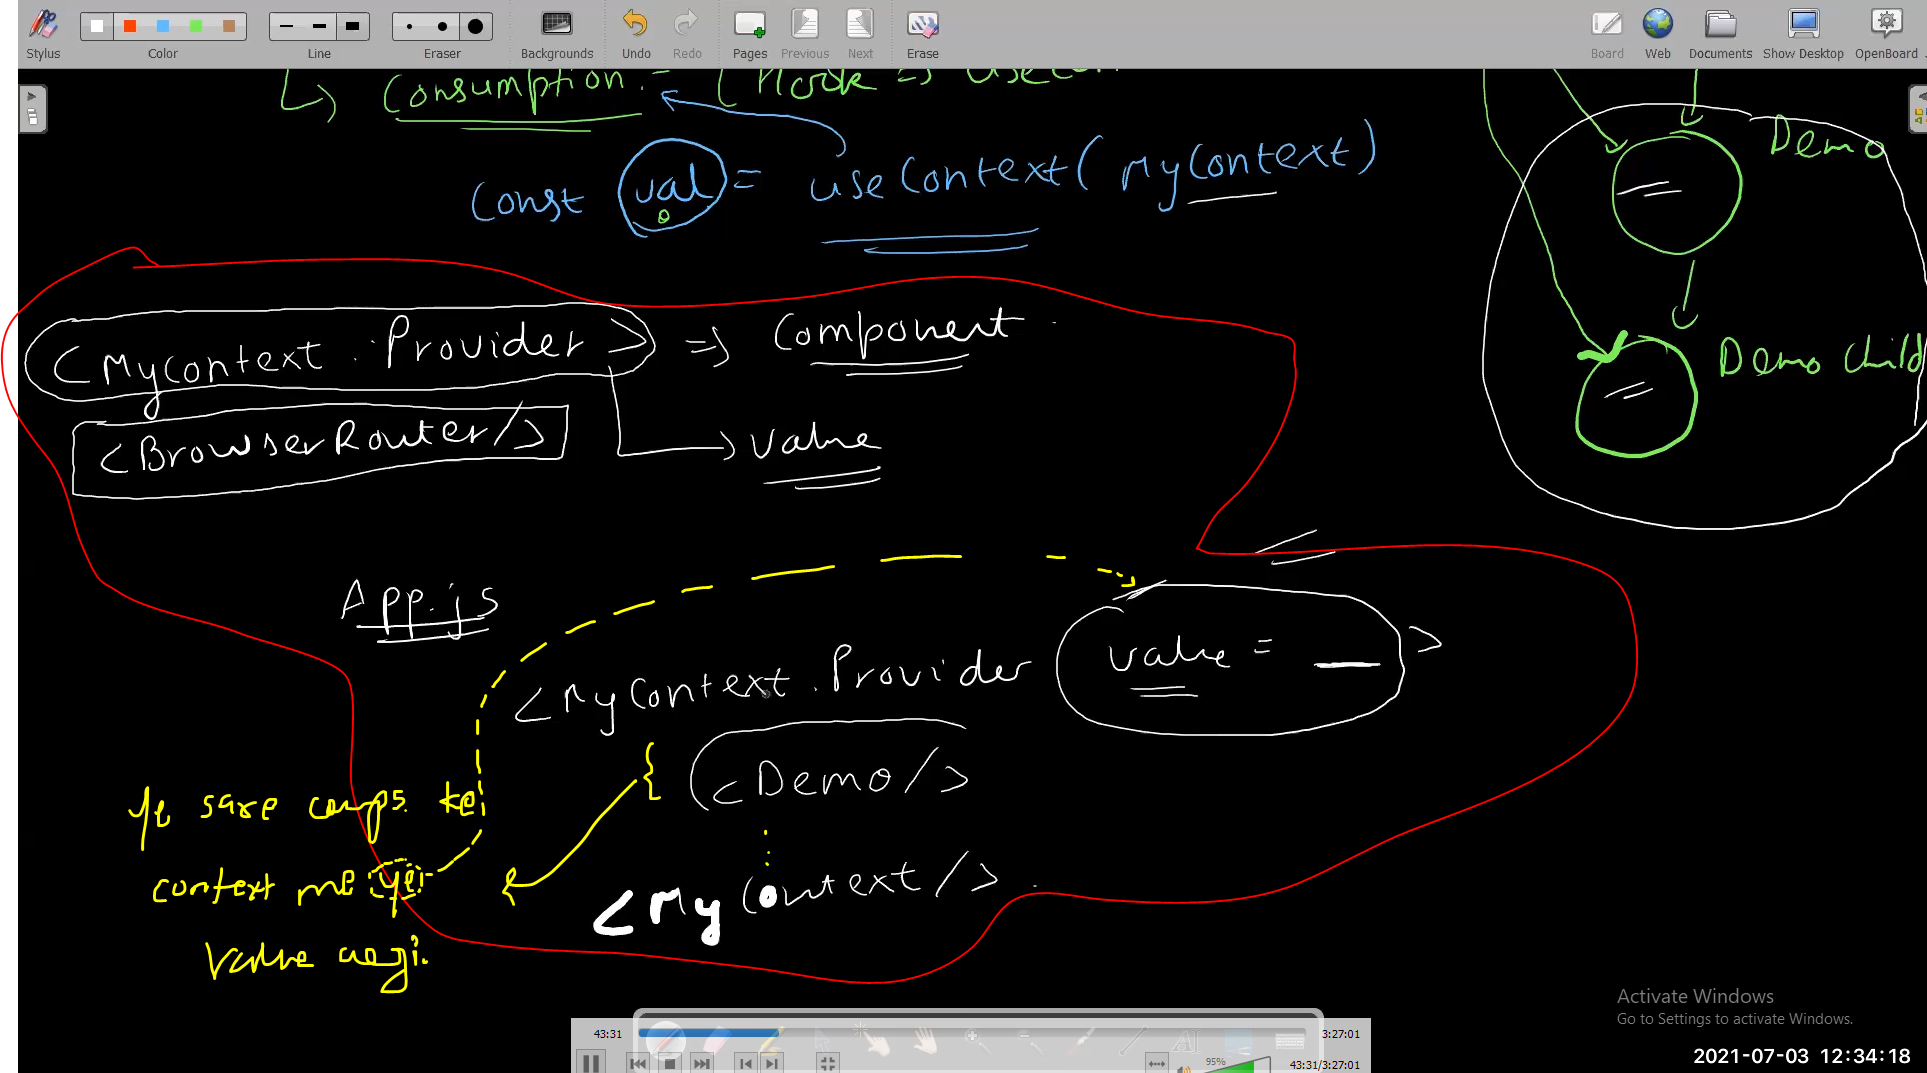 Stylus
Color
Line
Eraser
Backgrounds
Undo
Redo
Pages
Previous
Next
Erase
Board
Web
Documents
Show Desktop
OpenBoard
Consumption :- (Hook =>
const val = useContext( MyContext)
Demo
<Mycontext .Provider > => Component
Demo Child
<BrowserRouter/>
value
App.js
<MyContext .Provider value = >
<Demo/>
ye sare comps. ke
context me ye
value aegi.
<MyContext/>
Activate Windows
Go to Settings to activate Windows.
43:31
3:27:01
95%
43:31/3:27:01
2021-07-03 12:34:18